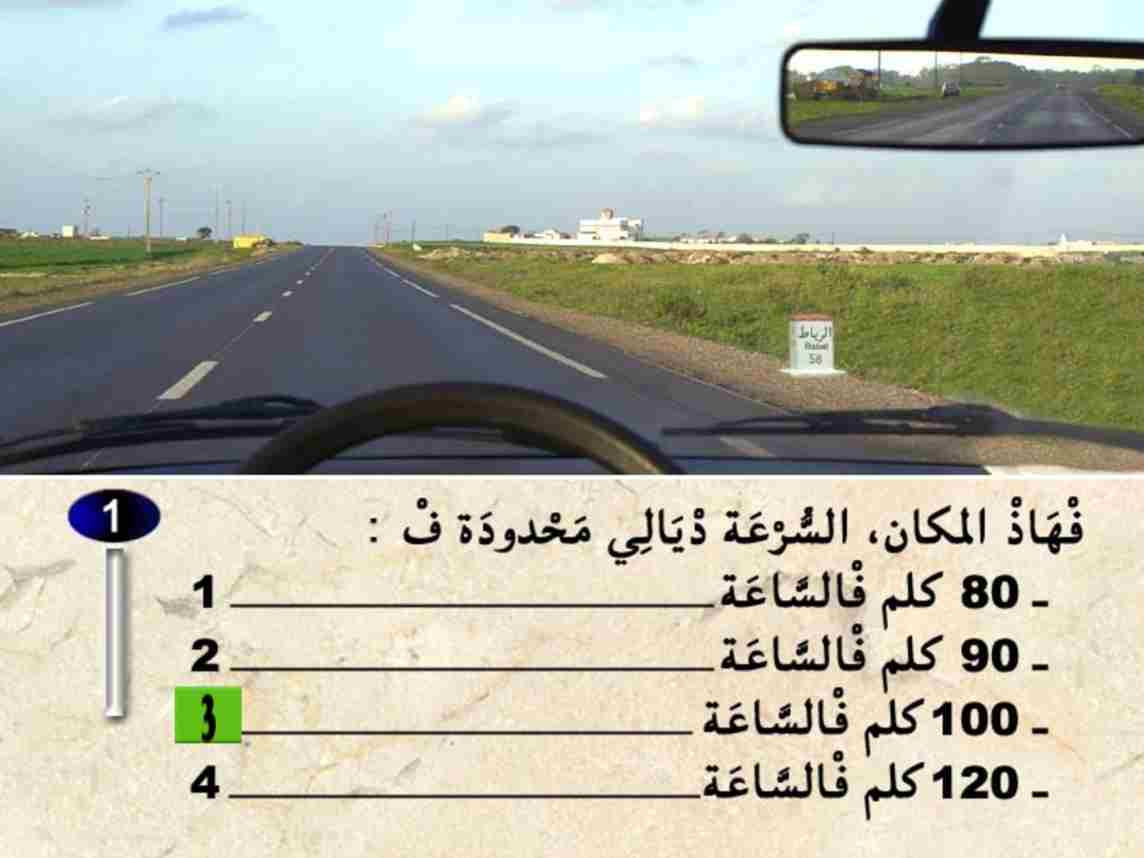 الرباط
Rabat
58
1
فْهَاذْ المكان، السُّرْعَة دْيَالِي مَحْدودَة فْ :
ـ 80 كلم فْالسَّاعَة 1
ـ 90 كلم فْالسَّاعَة 2
ـ 100 كلم فْالسَّاعَة 3
ـ 120 كلم فْالسَّاعَة 4